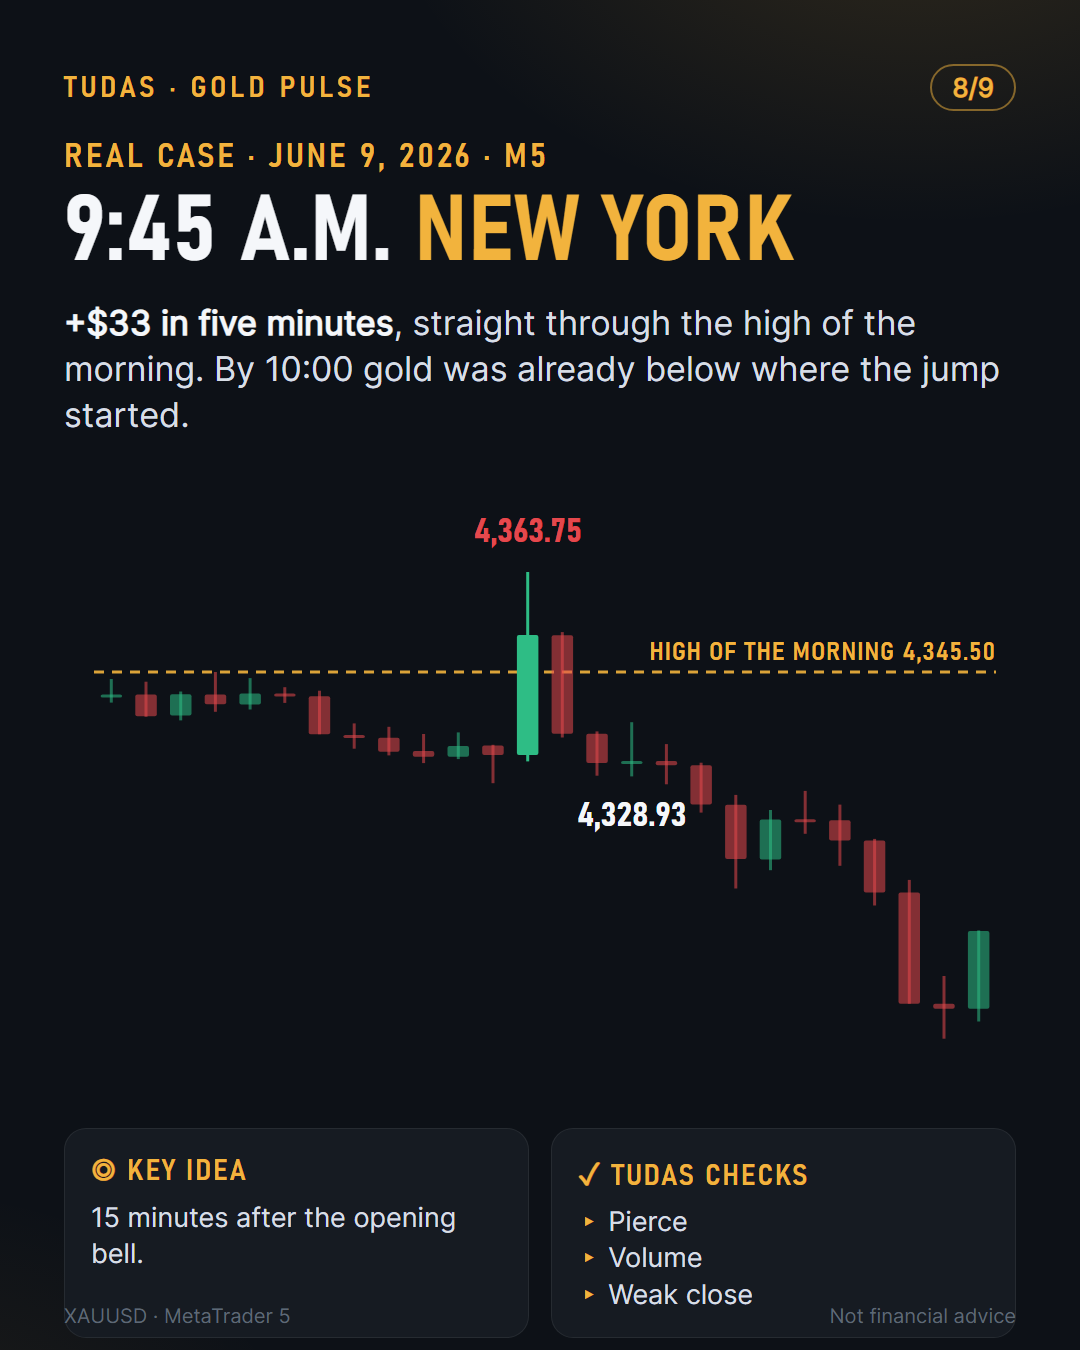 TUDAS · GOLD PULSE
8/9
REAL CASE · JUNE 9, 2026 · M5
9:45 A.M. NEW YORK
+$33 in five minutes, straight through the high of the
morning. By 10:00 gold was already below where the jump
started.
4,363.75
HIGH OF THE MORNING 4,345.50
4,328.93
KEY IDEA
15 minutes after the opening
bell.
✓ TUDAS CHECKS
▸ Pierce
▸ Volume
▸ Weak close
XAUUSD · MetaTrader 5
Not financial advice